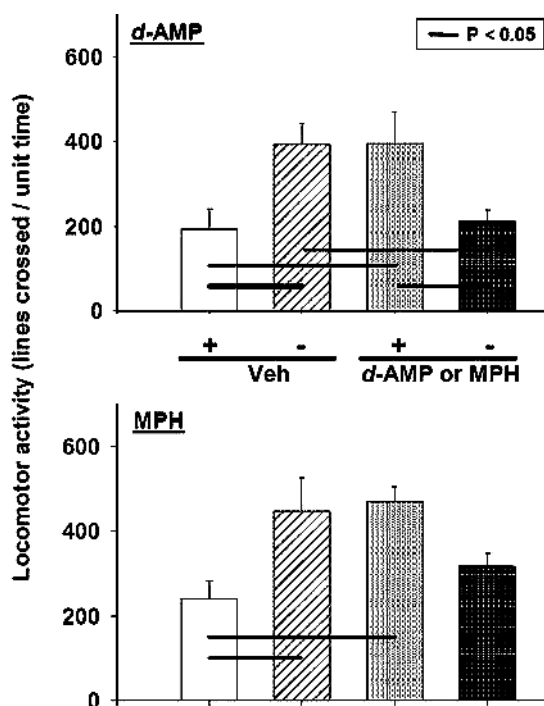 d-AMP
P < 0.05
Locomotor activity (lines crossed / unit time)
600
400
200
0
+ - + -
Veh d-AMP or MPH
MPH
600
400
200
0